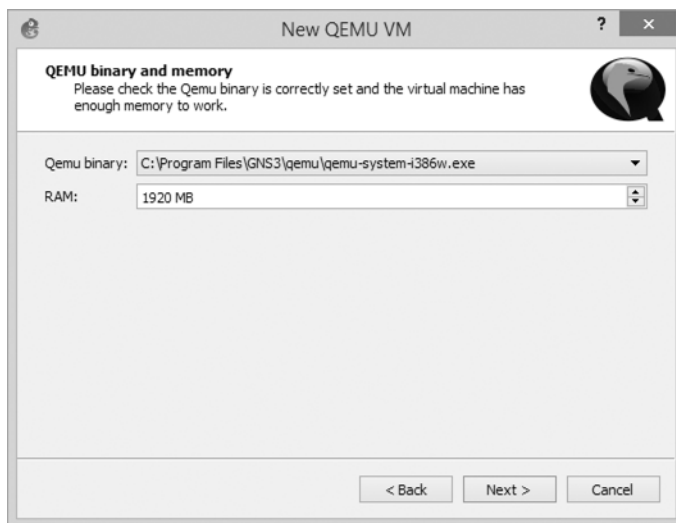 New QEMU VM
? ×
QEMU binary and memory
Please check the Qemu binary is correctly set and the virtual machine has
enough memory to work.
Qemu binary: C:\Program Files\GNS3\qemu\qemu-system-i386w.exe
RAM: 1920 MB
< Back Next > Cancel